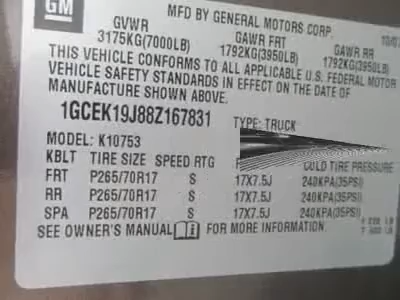 GM
MFD BY GENERAL MOTORS CORP.
GVWR GAWR FRT GAWR RR
3175KG(7000LB) 1792KG(3950LB) 1792KG(3950LB)
THIS VEHICLE CONFORMS TO ALL APPLICABLE U.S. FEDERAL MOTOR
VEHICLE SAFETY STANDARDS IN EFFECT ON THE DATE OF
MANUFACTURE SHOWN ABOVE.
1GCEK19J88Z167831 TYPE: TRUCK
MODEL: K10753
KBLT TIRE SIZE SPEED RTG COLD TIRE PRESSURE
FRT P265/70R17 S 17X7.5J 240KPA(35PSI)
RR P265/70R17 S 17X7.5J 240KPA(35PSI)
SPA P265/70R17 S 17X7.5J 240KPA(35PSI)
SEE OWNER'S MANUAL FOR MORE INFORMATION